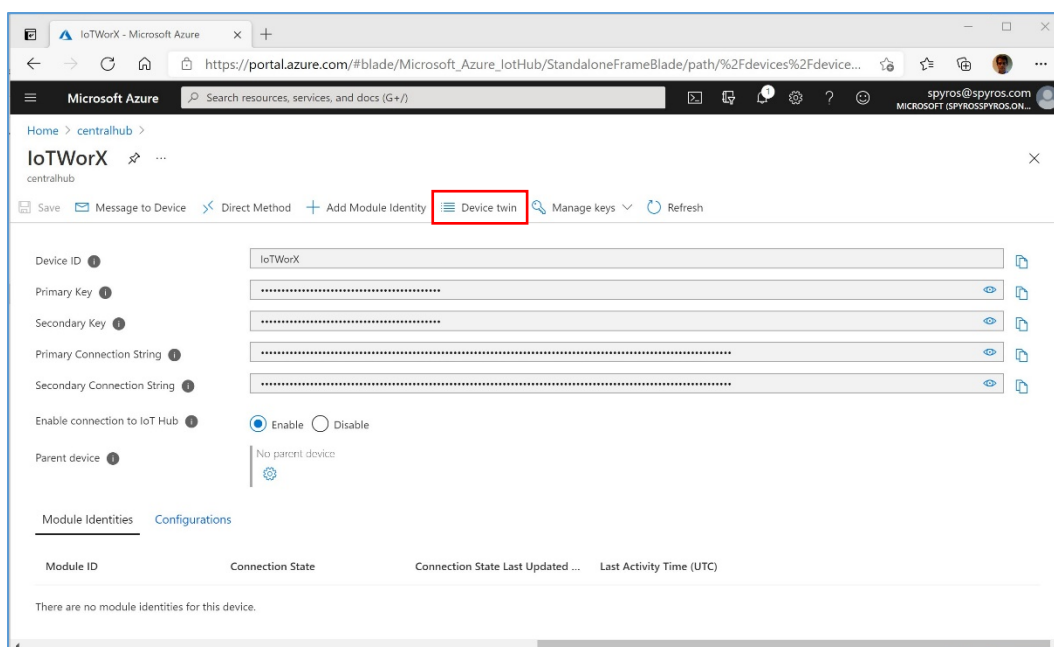 IoTWorX - Microsoft Azure
https://portal.azure.com/#blade/Microsoft_Azure_IotHub/StandaloneFrameBlade/path/%2Fdevices%2Fdevice...
Microsoft Azure
Search resources, services, and docs (G+/)
1
spyros@spyros.com
MICROSOFT (SPYROSSPYROS.ON...
Home > centralhub >
IoTWorX
centralhub
Save Message to Device Direct Method Add Module Identity Device twin Manage keys Refresh
Device ID IoTWorX
Primary Key
Secondary Key
Primary Connection String
Secondary Connection String
Enable connection to IoT Hub Enable Disable
Parent device No parent device
Module Identities Configurations
Module ID Connection State Connection State Last Updated ... Last Activity Time (UTC)
There are no module identities for this device.